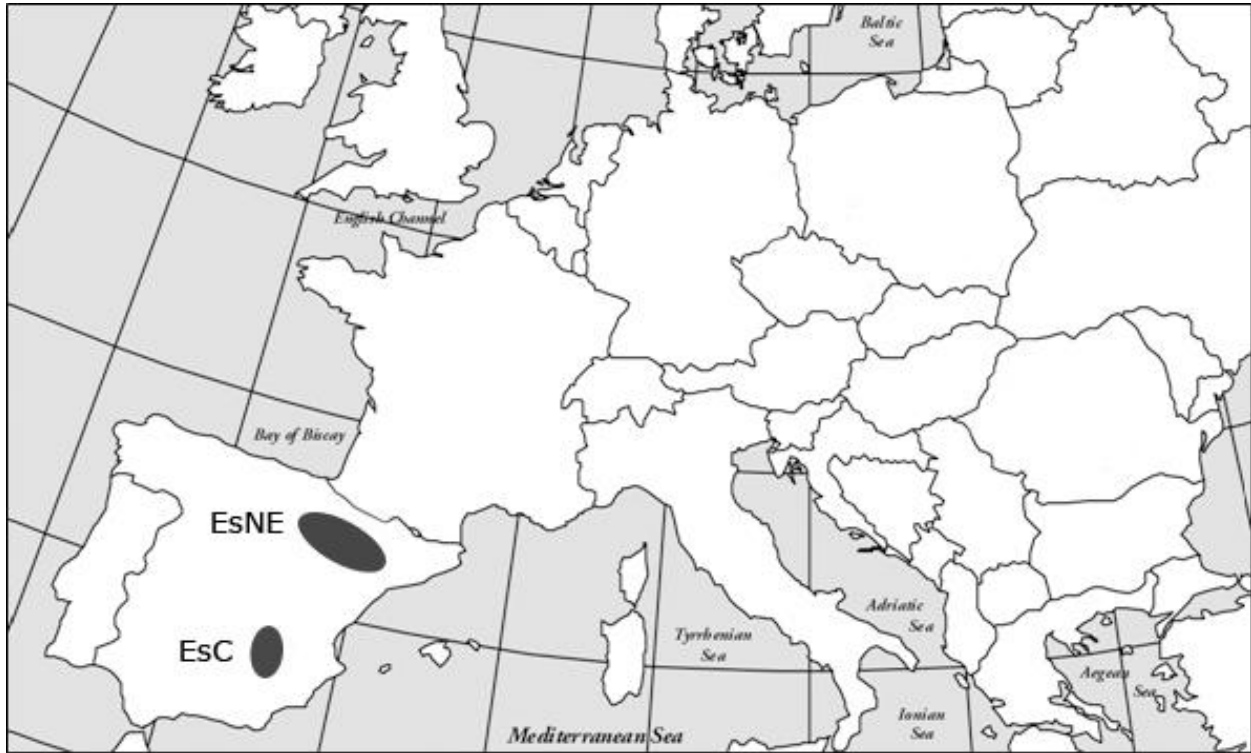 Baltic
Sea
English Channel
Bay of Biscay
EsNE
EsC
Adriatic
Sea
Tyrrhenian
Sea
Aegean
Sea
Ionian
Sea
Mediterranean Sea